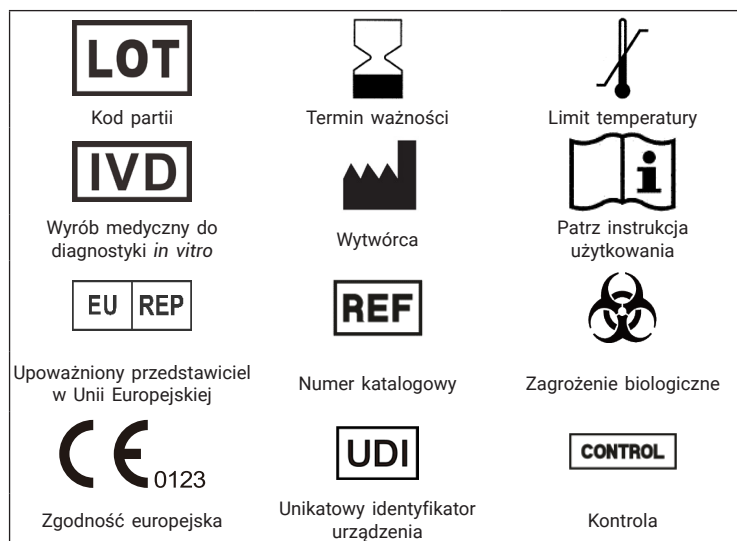 LOT
Kod partii
Termin ważności
Limit temperatury
IVD
i
Wyrób medyczny do
diagnostyki in vitro
Wytwórca
Patrz instrukcja
użytkowania
EU REP
REF
Upoważniony przedstawiciel
w Unii Europejskiej
Numer katalogowy
Zagrożenie biologiczne
CE 0123
UDI
CONTROL
Zgodność europejska
Unikatowy identyfikator
urządzenia
Kontrola